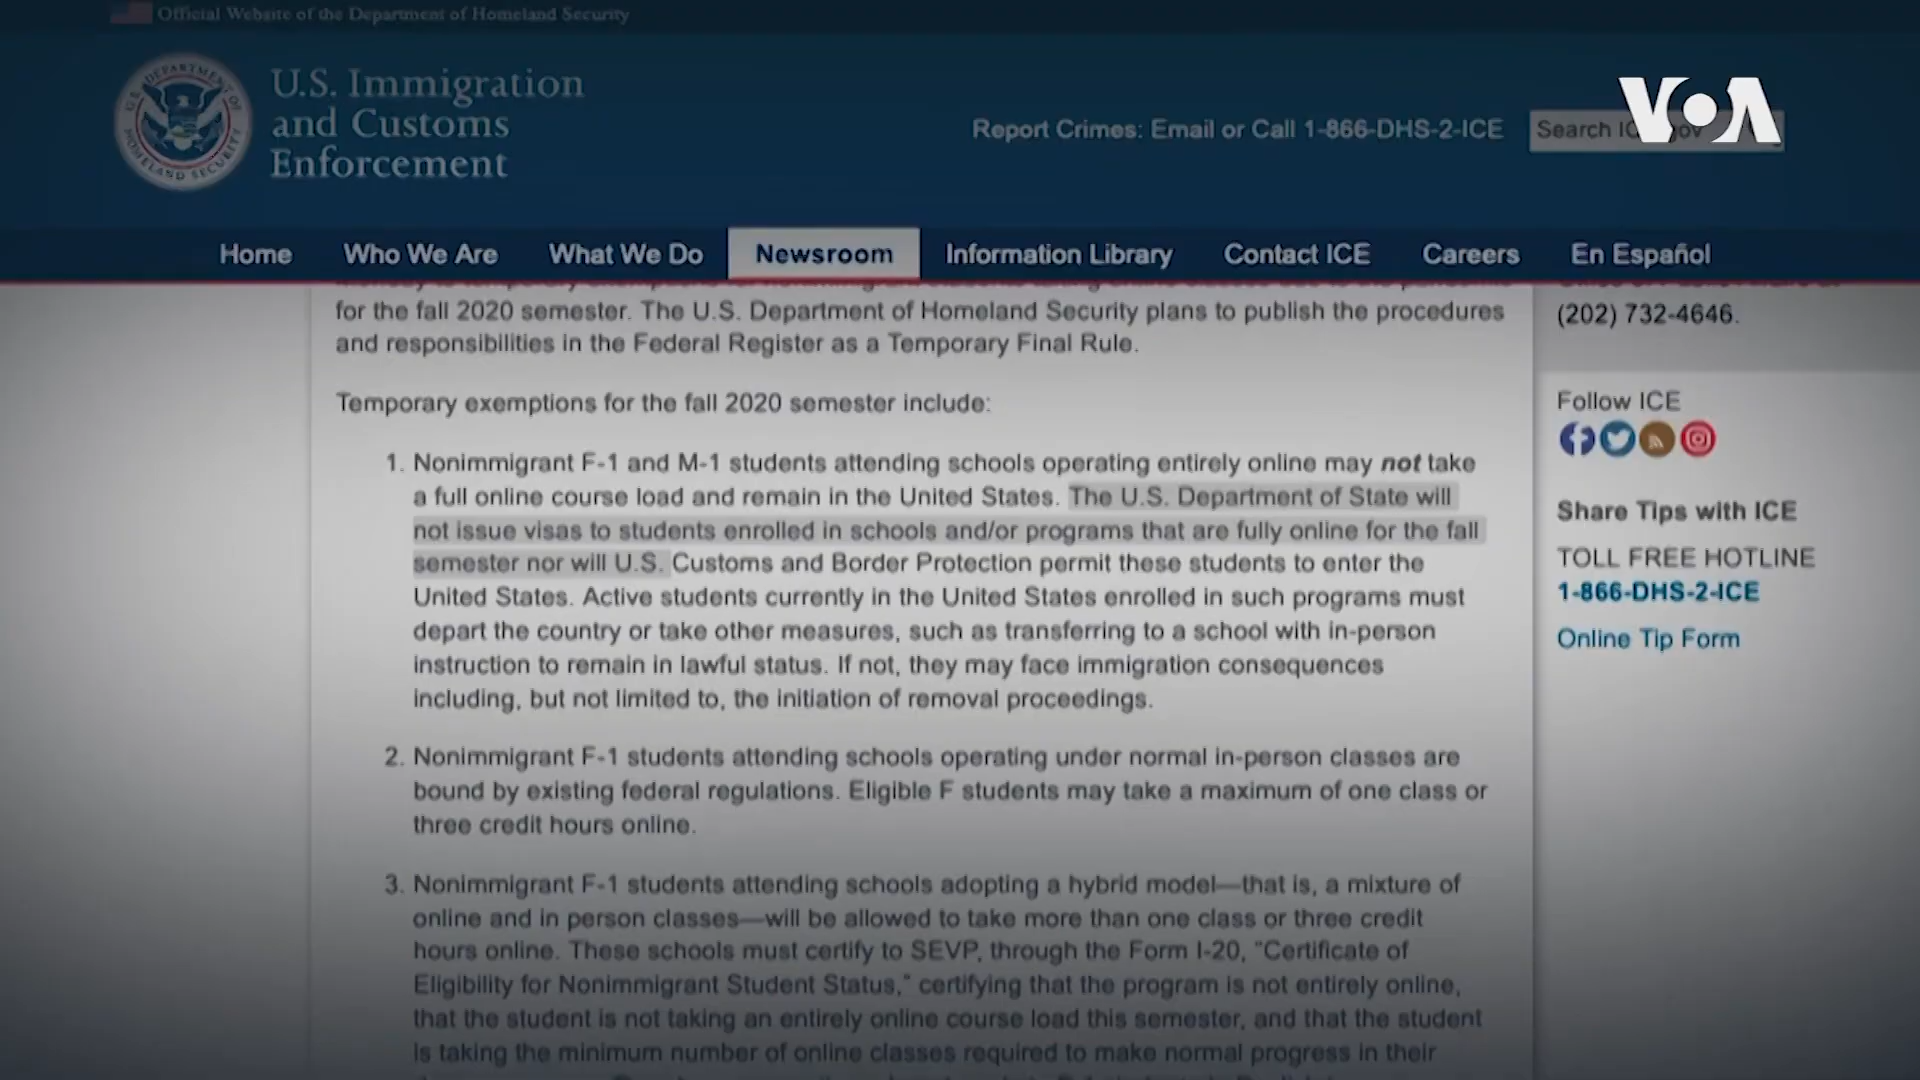 Official Website of the Department of Homeland Security
U.S. Immigration
and Customs
Enforcement
Report Crimes: Email or Call 1-866-DHS-2-ICE
Search
VOA
Home Who We Are What We Do Newsroom Information Library Contact ICE Careers En Español
for the fall 2020 semester. The U.S. Department of Homeland Security plans to publish the procedures
and responsibilities in the Federal Register as a Temporary Final Rule.
Temporary exemptions for the fall 2020 semester include:
1. Nonimmigrant F-1 and M-1 students attending schools operating entirely online may not take
a full online course load and remain in the United States. The U.S. Department of State will
not issue visas to students enrolled in schools and/or programs that are fully online for the fall
semester nor will U.S. Customs and Border Protection permit these students to enter the
United States. Active students currently in the United States enrolled in such programs must
depart the country or take other measures, such as transferring to a school with in-person
instruction to remain in lawful status. If not, they may face immigration consequences
including, but not limited to, the initiation of removal proceedings.
2. Nonimmigrant F-1 students attending schools operating under normal in-person classes are
bound by existing federal regulations. Eligible F students may take a maximum of one class or
three credit hours online.
3. Nonimmigrant F-1 students attending schools adopting a hybrid model—that is, a mixture of
online and in person classes—will be allowed to take more than one class or three credit
hours online. These schools must certify to SEVP, through the Form I-20, "Certificate of
Eligibility for Nonimmigrant Student Status," certifying that the program is not entirely online,
that the student is not taking an entirely online course load this semester, and that the student
is taking the minimum number of online classes required to make normal progress in their
(202) 732-4646.
Follow ICE
Share Tips with ICE
TOLL FREE HOTLINE
1-866-DHS-2-ICE
Online Tip Form